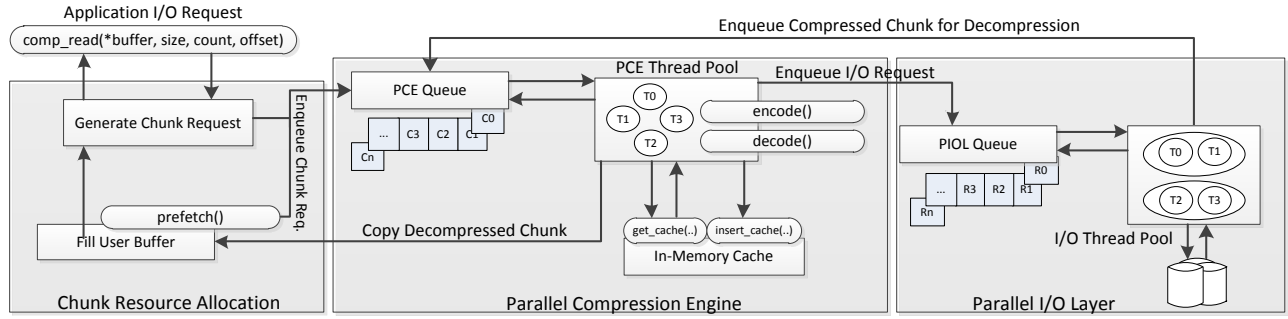 Application I/O Request
comp_read(*buffer, size, count, offset)
Generate Chunk Request
Enqueue Chunk Req.
prefetch()
Fill User Buffer
Chunk Resource Allocation
Enqueue Compressed Chunk for Decompression
PCE Queue
C0
... C3 C2 C1
Cn
PCE Thread Pool
T0
T1 T3
T2
encode()
decode()
Enqueue I/O Request
Copy Decompressed Chunk
get_cache(..) insert_cache(..)
In-Memory Cache
Parallel Compression Engine
PIOL Queue
R0
... R3 R2 R1
Rn
T0 T1
T2 T3
I/O Thread Pool
Parallel I/O Layer